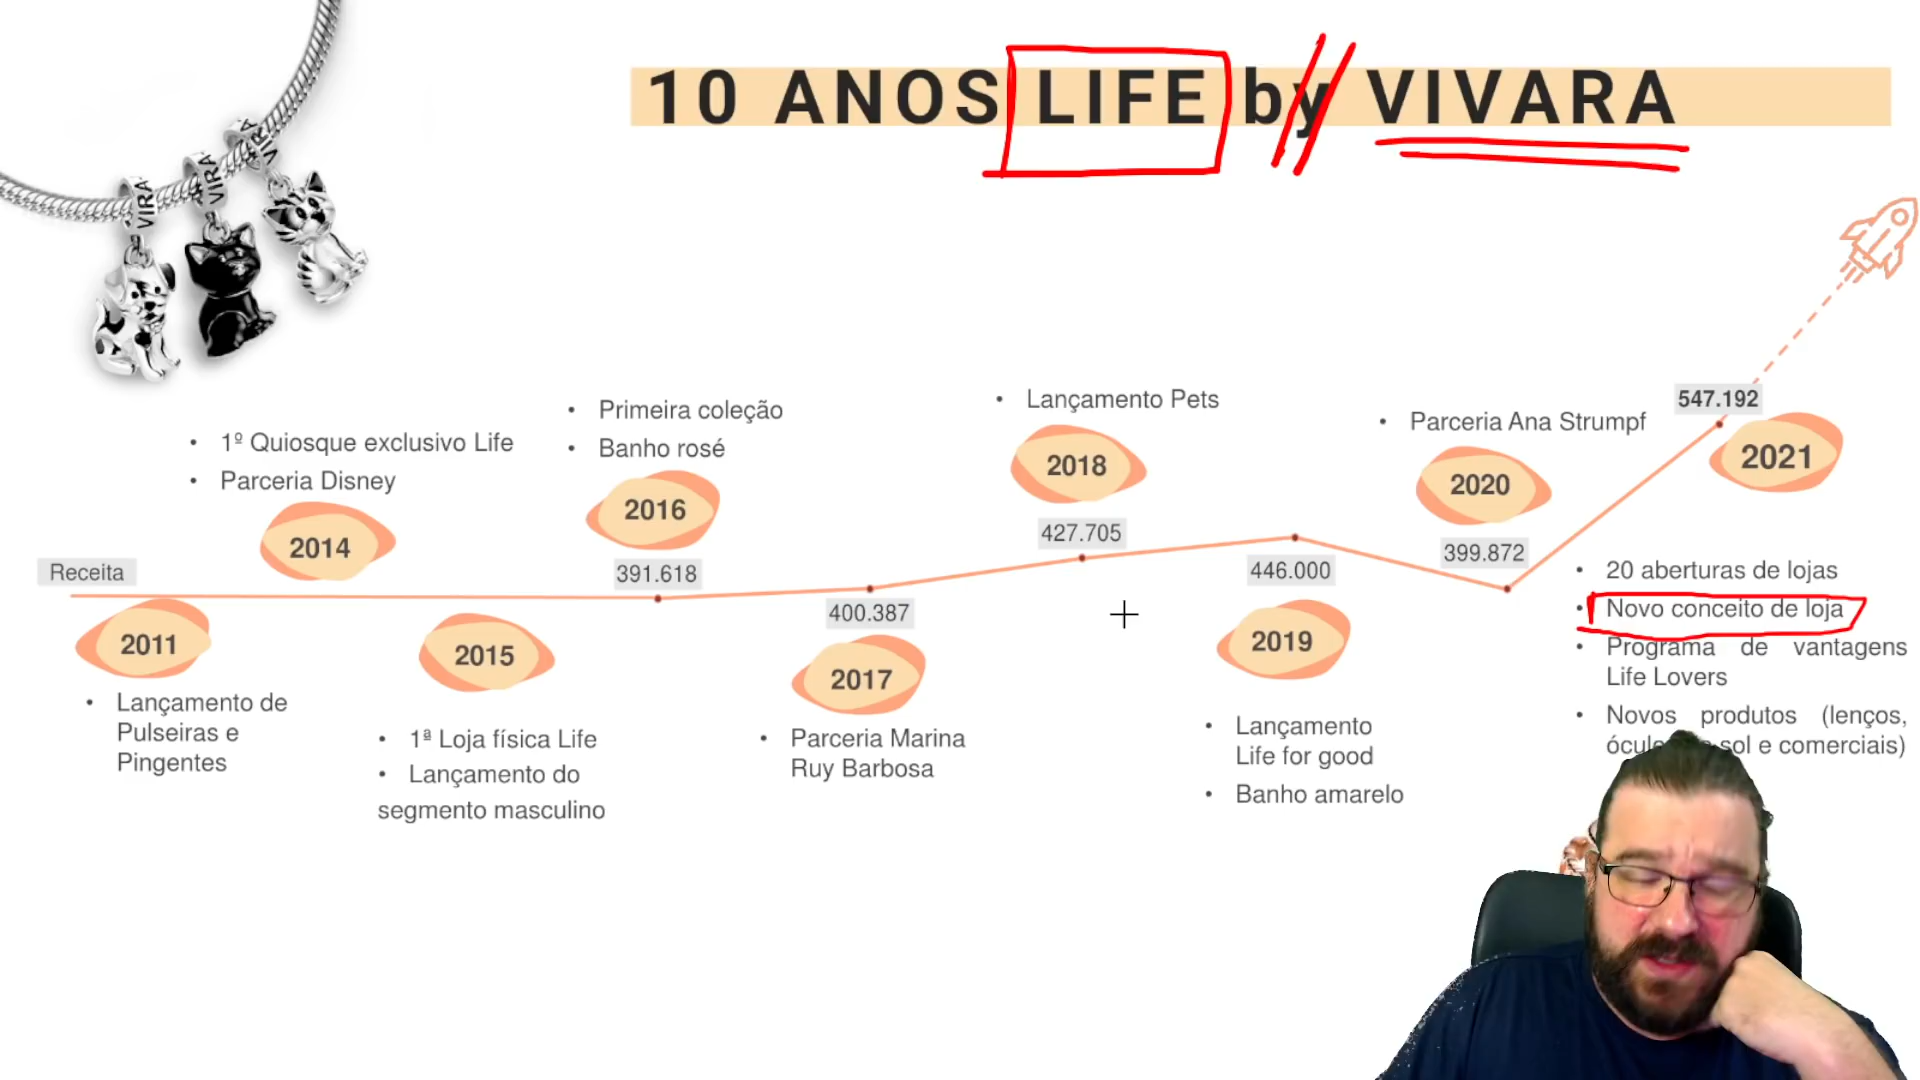 10 ANOS LIFE by VIVARA
VIRA
VIRA
VIRA
Receita
2011
• Lançamento de
Pulseiras e
Pingentes
• 1º Quiosque exclusivo Life
• Parceria Disney
2014
2015
• 1ª Loja física Life
• Lançamento do
segmento masculino
• Primeira coleção
• Banho rosé
2016
391.618
400.387
2017
• Parceria Marina
Ruy Barbosa
• Lançamento Pets
2018
427.705
446.000
2019
• Lançamento
Life for good
• Banho amarelo
• Parceria Ana Strumpf
2020
399.872
547.192
2021
• 20 aberturas de lojas
• Novo conceito de loja
• Programa de vantagens
Life Lovers
• Novos produtos (lenços,
sol e comerciais)